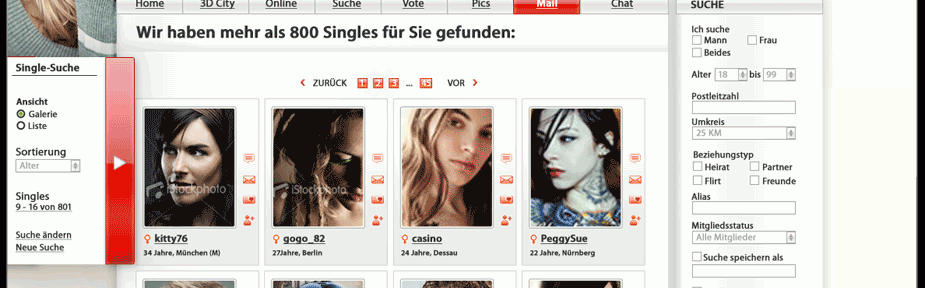 Home 3D City Online Suche Vote Pics Mail Chat
SUCHE
Wir haben mehr als 800 Singles für Sie gefunden:
Single-Suche
Ansicht
Galerie
Liste
Sortierung
Alter
Singles
9 - 16 von 801
Suche ändern
Neue Suche
ZURÜCK 1 2 3 ... 45 VOR
iStockphoto
iStockphoto
kitty76
34 Jahre, München (M)
gogo_82
27Jahre, Berlin
casino
24 Jahre, Dessau
PeggySue
22 Jahre, Nürnberg
Ich suche
Mann Frau
Beides
Alter 18 bis 99
Postleitzahl
Umkreis
25 KM
Beziehungstyp
Heirat Partner
Flirt Freunde
Alias
Mitgliedsstatus
Alle Mitglieder
Suche speichern als